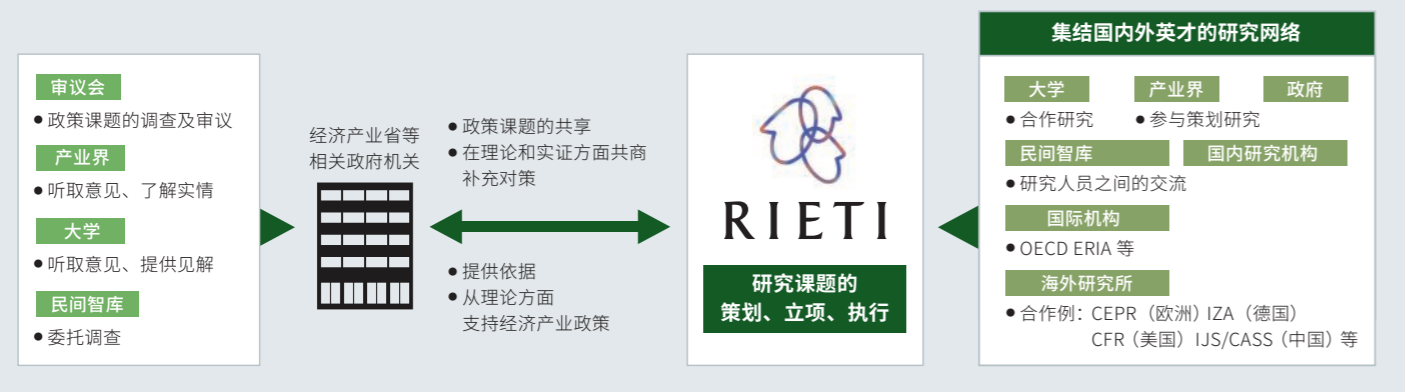 审议会
●政策课题的调查及审议
产业界
●听取意见、了解实情
大学
●听取意见、提供见解
民间智库
●委托调查
经济产业省等
相关政府机关
●政策课题的共享
●在理论和实证方面共商
补充对策
●提供依据
●从理论方面
支持经济产业政策
RIETI
研究课题的
策划、立项、执行
集结国内外英才的研究网络
大学 产业界 政府
●合作研究 ●参与策划研究
民间智库 国内研究机构
●研究人员之间的交流
国际机构
●OECD ERIA 等
海外研究所
●合作例：CEPR（欧洲）IZA（德国）
CFR（美国）IJS/CASS（中国）等